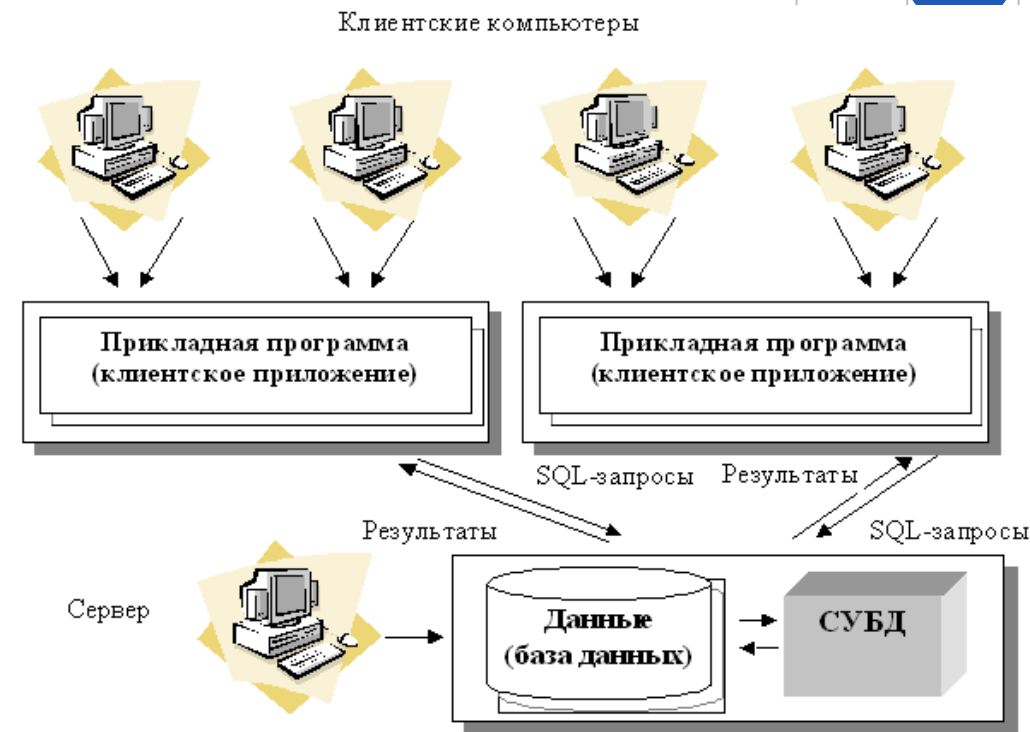 Клиентские компьютеры
Прикладная программа
(клиентское приложение)
Прикладная программа
(клиентское приложение)
SQL-запросы
Результаты
Результаты
SQL-запросы
Сервер
Данные
(база данных)
СУБД